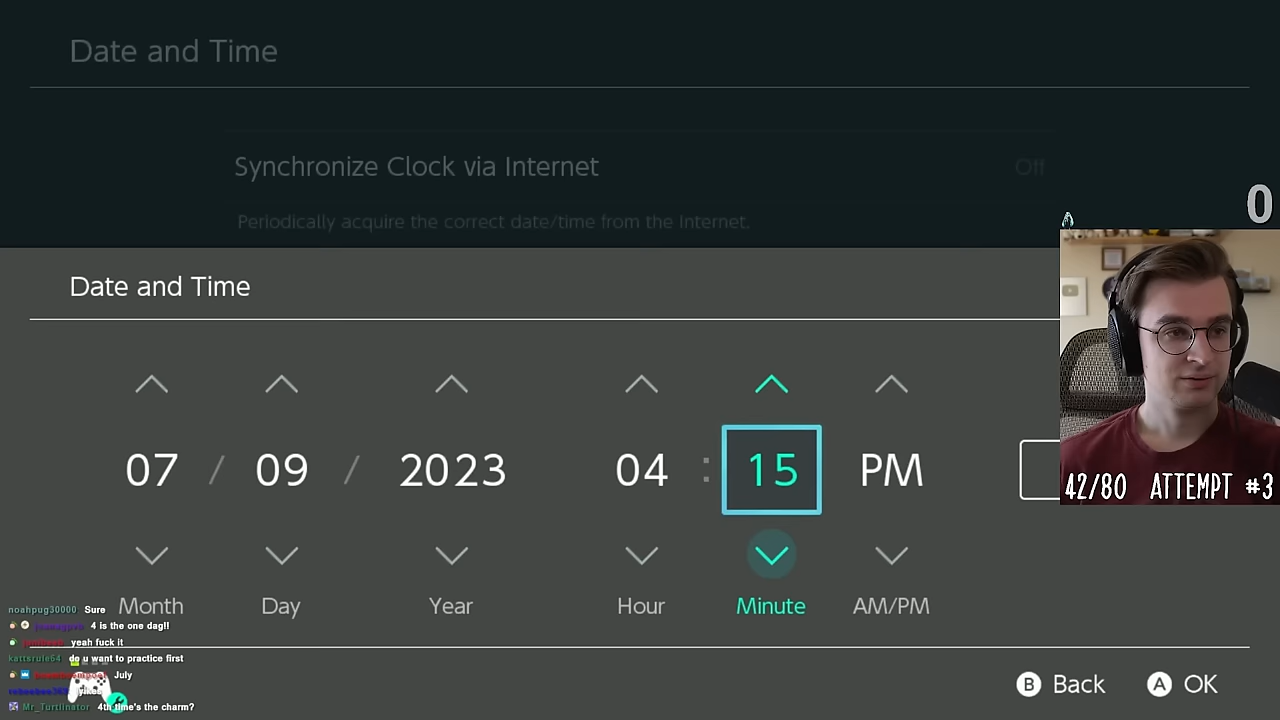 Date and Time
Synchronize Clock via Internet Off
Periodically acquire the correct date/time from the Internet.
0
Date and Time
07 / 09 / 2023 04 : 15 PM
42/80 ATTEMPT #3
Month Day Year Hour Minute AM/PM
noahpug30000 Sure
4 is the one dag!!
yeah fuck it
kattsrule64 do u want to practice first
July
yikes
Mr_Turtlinator 4th time's the charm?
B Back A OK